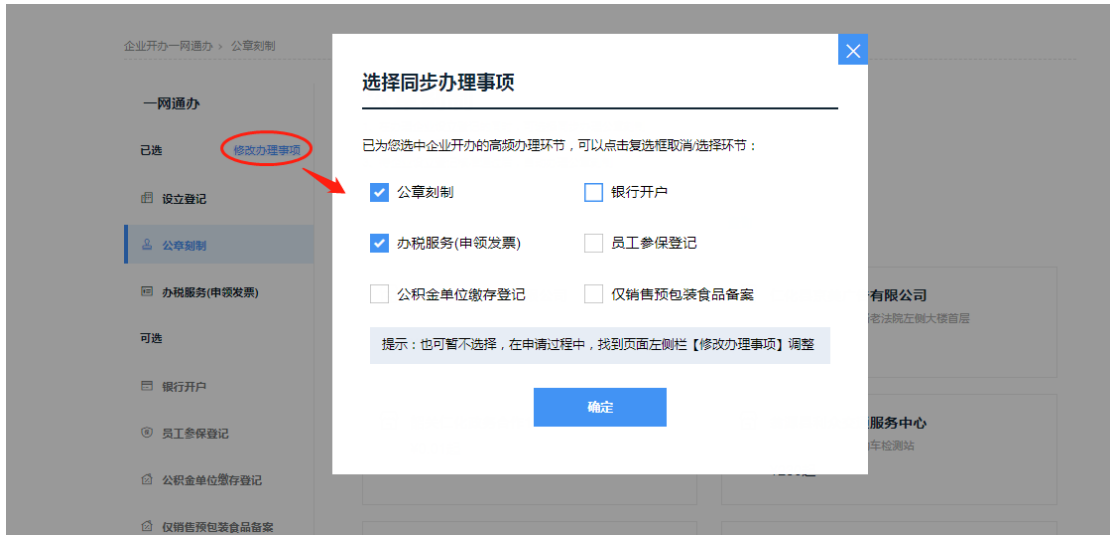 企业开办一网通办 › 公章刻制
选择同步办理事项
一网通办
已选 修改办理事项
已为您选中企业开办的高频办理环节，可以点击复选框取消/选择环节：
设立登记
公章刻制
办税服务(申领发票)
可选
银行开户
员工参保登记
公积金单位缴存登记
仅销售预包装食品备案
公章刻制 银行开户
办税服务(申领发票) 员工参保登记
公积金单位缴存登记 仅销售预包装食品备案
提示：也可暂不选择，在申请过程中，找到页面左侧栏【修改办理事项】调整
确定
有限公司
老法院左侧大楼首层
服务中心
车检测站